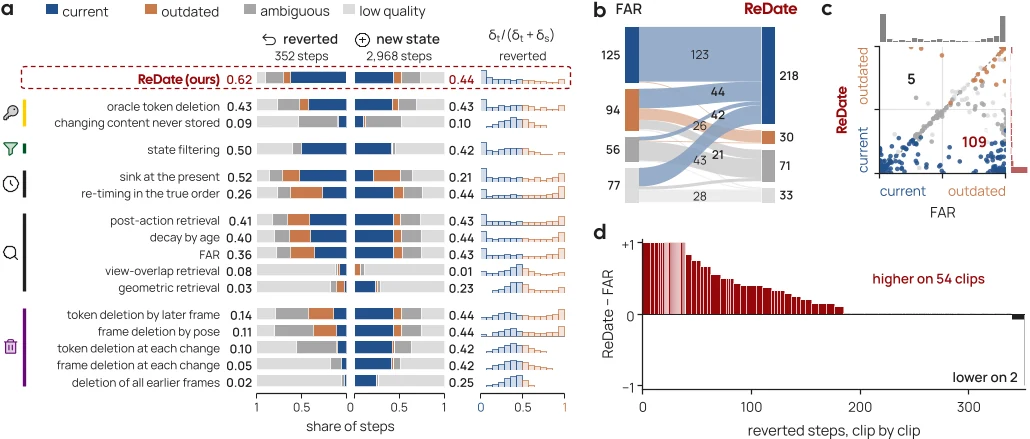 a
current
outdated
ambiguous
low quality
reverted
352 steps
new state
2,968 steps
δt/(δt + δs)
reverted
ReDate (ours) 0.62 0.44
oracle token deletion 0.43 0.43
changing content never stored 0.09 0.10
state filtering 0.50 0.42
sink at the present 0.52 0.21
re-timing in the true order 0.26 0.44
post-action retrieval 0.41 0.43
decay by age 0.40 0.44
FAR 0.36 0.43
view-overlap retrieval 0.08 0.01
geometric retrieval 0.03 0.23
token deletion by later frame 0.14 0.44
frame deletion by pose 0.11 0.44
token deletion at each change 0.10 0.42
frame deletion at each change 0.05 0.42
deletion of all earlier frames 0.02 0.25
1 0.5 0 0.5 1 0 0.5 1
share of steps
b
FAR
ReDate
125
94
56
77
123
44
42
26
43
21
28
218
30
71
33
c
ReDate
outdated
current
5
109
current
outdated
FAR
d
ReDate − FAR
+1
0
−1
higher on 54 clips
lower on 2
0 100 200 300
reverted steps, clip by clip